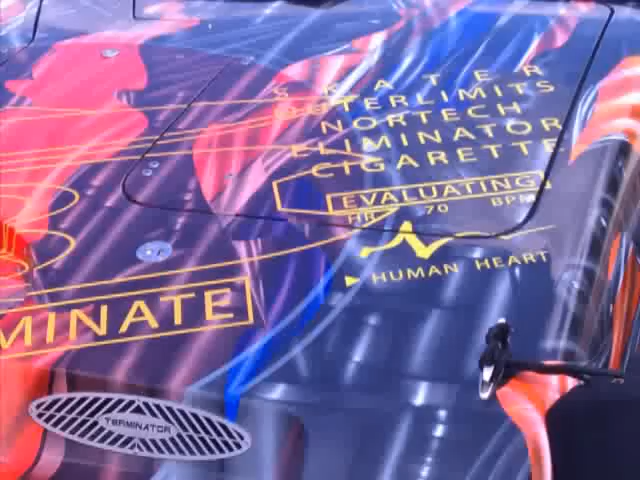 SKATER
OUTERLIMITS
NORTECH
ELIMINATOR
CIGARETTE
EVALUATING
HR 70 BPM
HUMAN HEART
MINATE
TERMINATOR